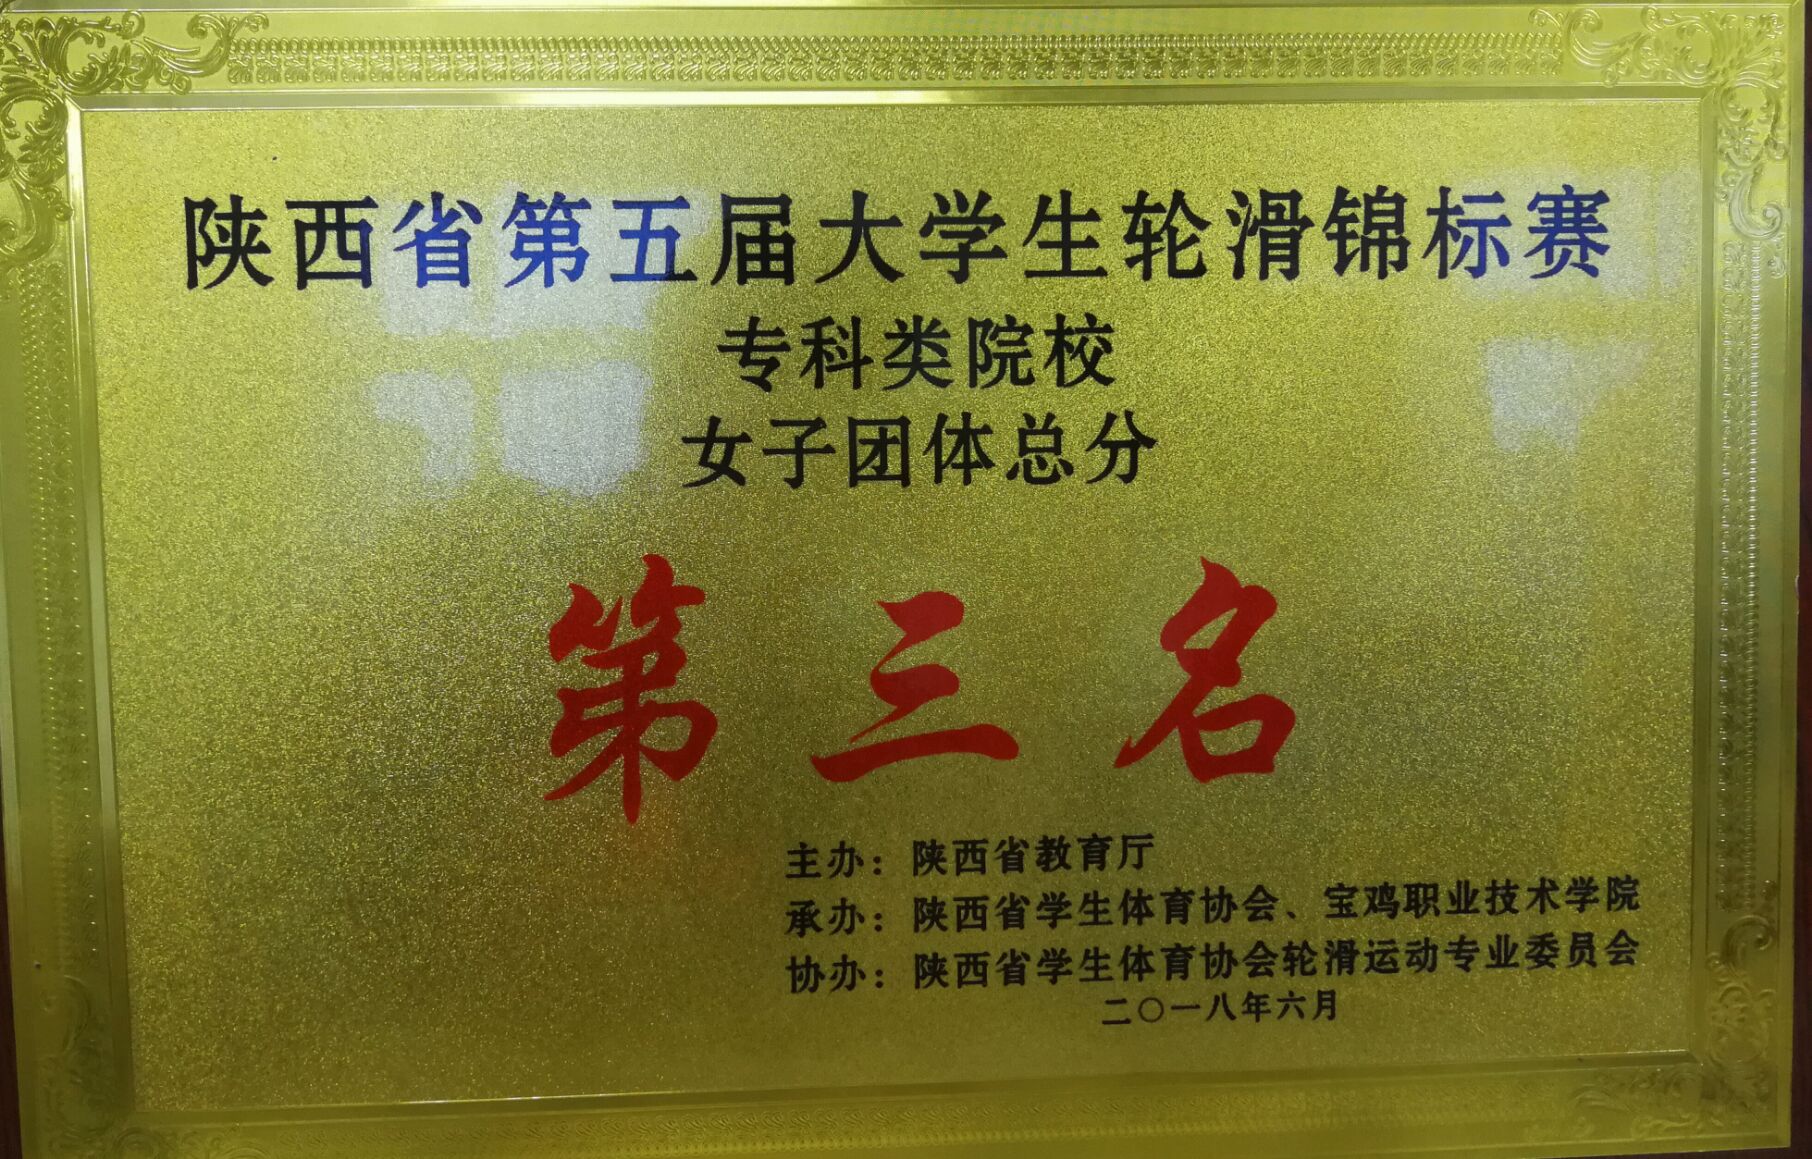 陕西省第五届大学生轮滑锦标赛
专科类院校
女子团体总分
第三名
主办：陕西省教育厅
承办：陕西省学生体育协会、宝鸡职业技术学院
协办：陕西省学生体育协会轮滑运动专业委员会
二〇一八年六月